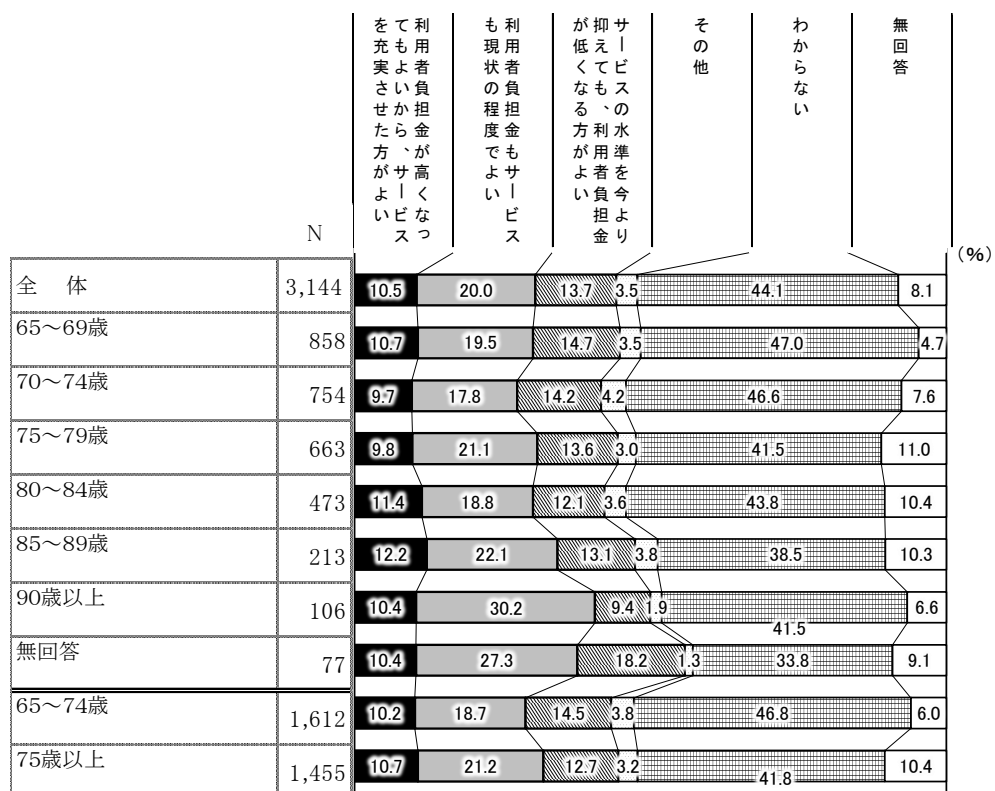 利用者負担金が高くなっ
てもよいから、サービス
を充実させた方がよい
利用者負担金もサービス
も現状の程度でよい
サービスの水準を今より
抑えても、利用者負担金
が低くなる方がよい
その他
わからない
無回答
N
(%)
全 体 3,144 10.5 20.0 13.7 3.5 44.1 8.1
65～69歳 858 10.7 19.5 14.7 3.5 47.0 4.7
70～74歳 754 9.7 17.8 14.2 4.2 46.6 7.6
75～79歳 663 9.8 21.1 13.6 3.0 41.5 11.0
80～84歳 473 11.4 18.8 12.1 3.6 43.8 10.4
85～89歳 213 12.2 22.1 13.1 3.8 38.5 10.3
90歳以上 106 10.4 30.2 9.4 1.9 41.5 6.6
無回答 77 10.4 27.3 18.2 1.3 33.8 9.1
65～74歳 1,612 10.2 18.7 14.5 3.8 46.8 6.0
75歳以上 1,455 10.7 21.2 12.7 3.2 41.8 10.4